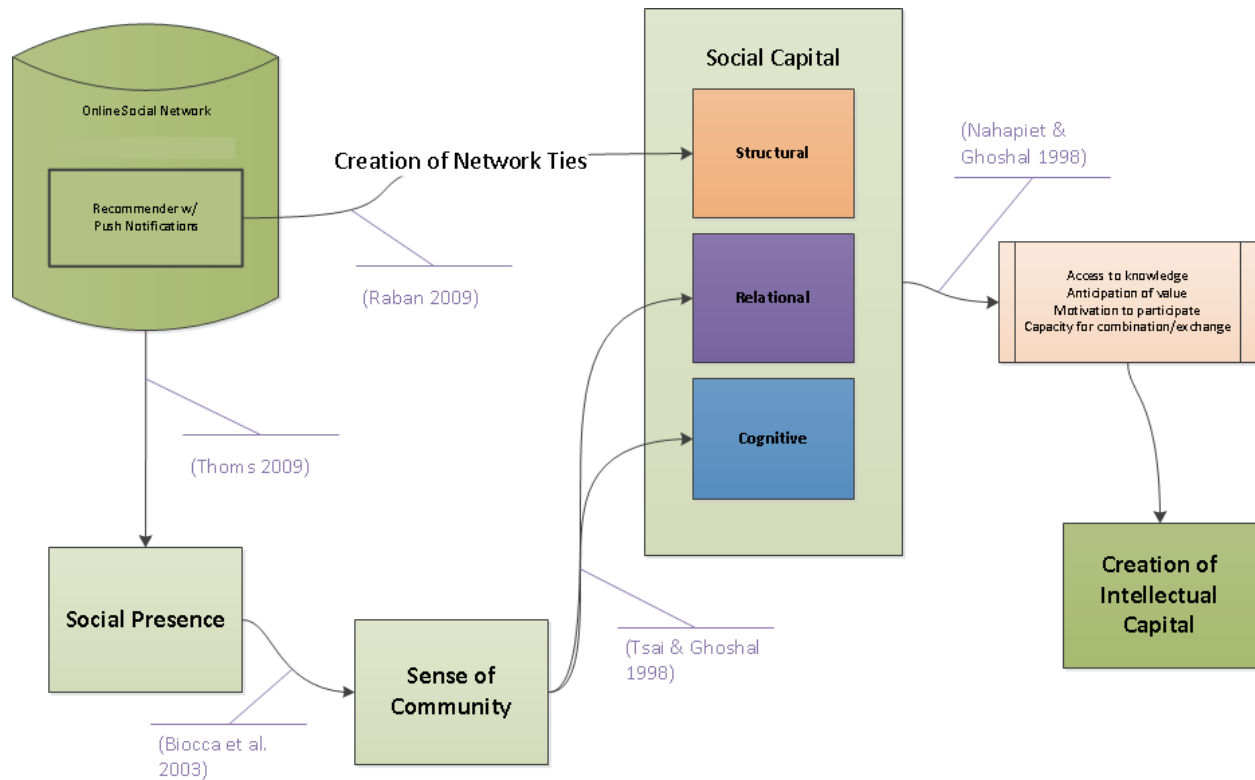 OnlineSocial Network
Recommender w/
Push Notifications
Creation of Network Ties
(Raban 2009)
(Thoms 2009)
Social Presence
(Biocca et al.
2003)
Sense of
Community
(Tsai & Ghoshal
1998)
Social Capital
Structural
Relational
Cognitive
(Nahapiet &
Ghoshal 1998)
Access to knowledge
Anticipation of value
Motivation to participate
Capacity for combination/exchange
Creation of
Intellectual
Capital